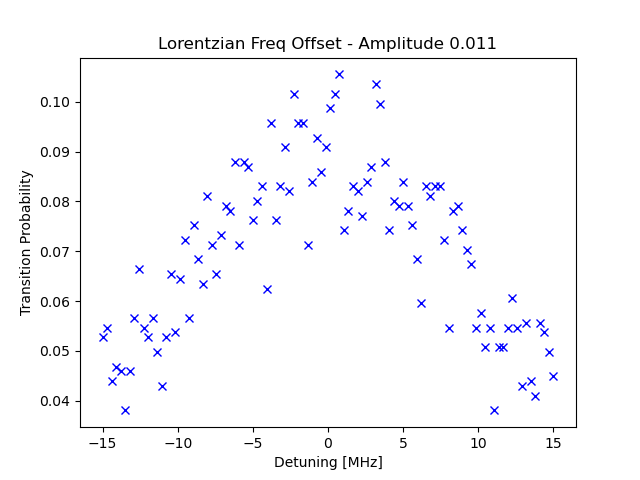 Lorentzian Freq Offset - Amplitude 0.011
Transition Probability
0.10
0.09
0.08
0.07
0.06
0.05
0.04
−15 −10 −5 0 5 10 15
Detuning [MHz]